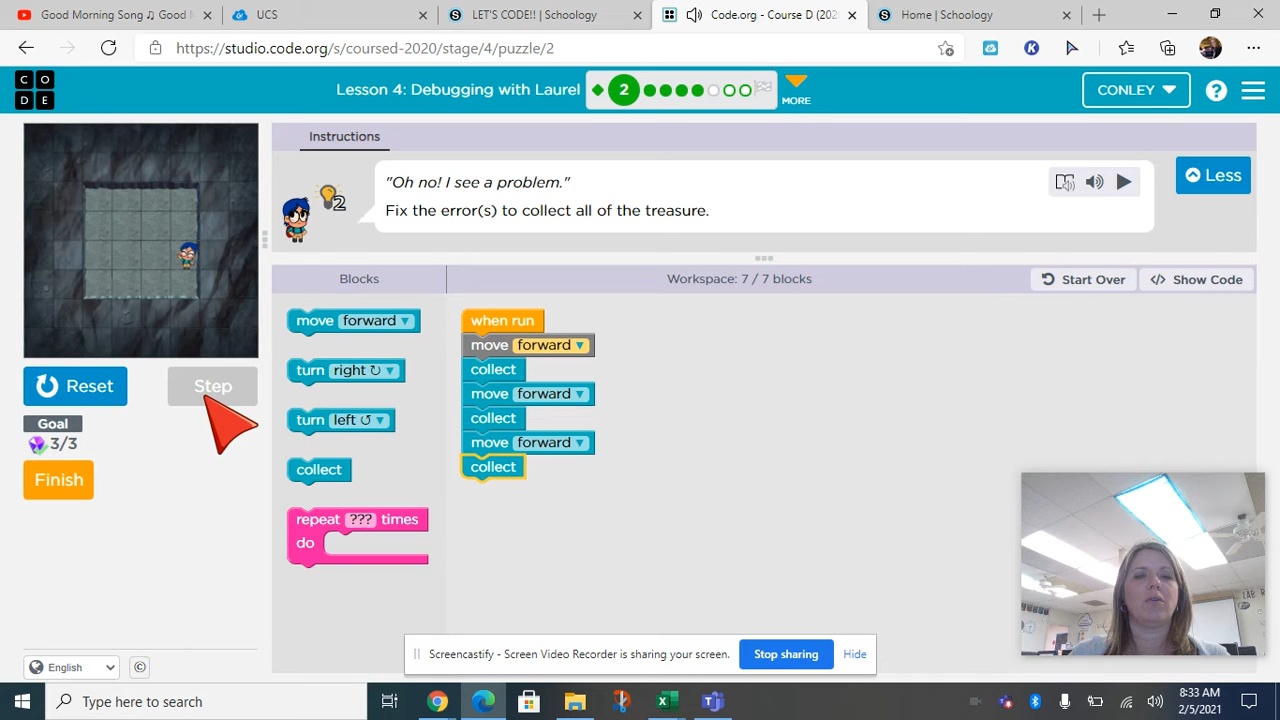 Good Morning Song ♫ Good
UCS
LET'S CODE!! | Schoology
Code.org - Course D (202
Home | Schoology
https://studio.code.org/s/coursed-2020/stage/4/puzzle/2
C O
D E
Lesson 4: Debugging with Laurel
2
MORE
CONLEY
Instructions
"Oh no! I see a problem."
2
Fix the error(s) to collect all of the treasure.
Less
Blocks
Workspace: 7 / 7 blocks
Start Over
</> Show Code
move forward
turn right ↻
turn left ↺
collect
repeat ??? times
do
when run
move forward
collect
move forward
collect
move forward
collect
Reset
Step
Goal
3/3
Finish
English
©
Screencastify - Screen Video Recorder is sharing your screen.
Stop sharing
Hide
Type here to search
8:33 AM
2/5/2021